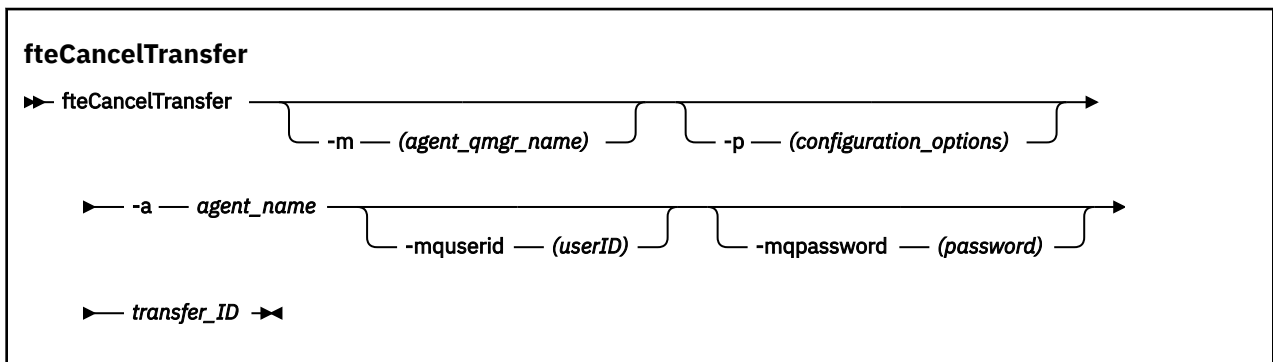 fteCancelTransfer
fteCancelTransfer
-m (agent_qmgr_name) -p (configuration_options)
-a agent_name
-mquserid (userID) -mqpassword (password)
transfer_ID